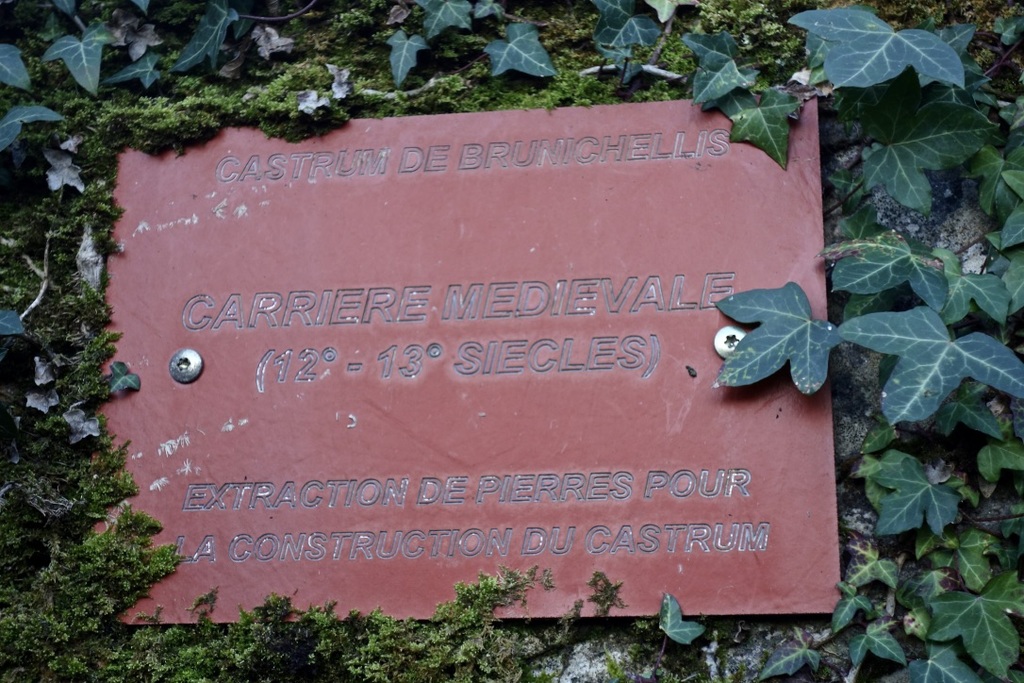 CASTRUM DE BRUNICHELLIS
CARRIERE MEDIEVALE
(12° - 13° SIECLES)
EXTRACTION DE PIERRES POUR
LA CONSTRUCTION DU CASTRUM